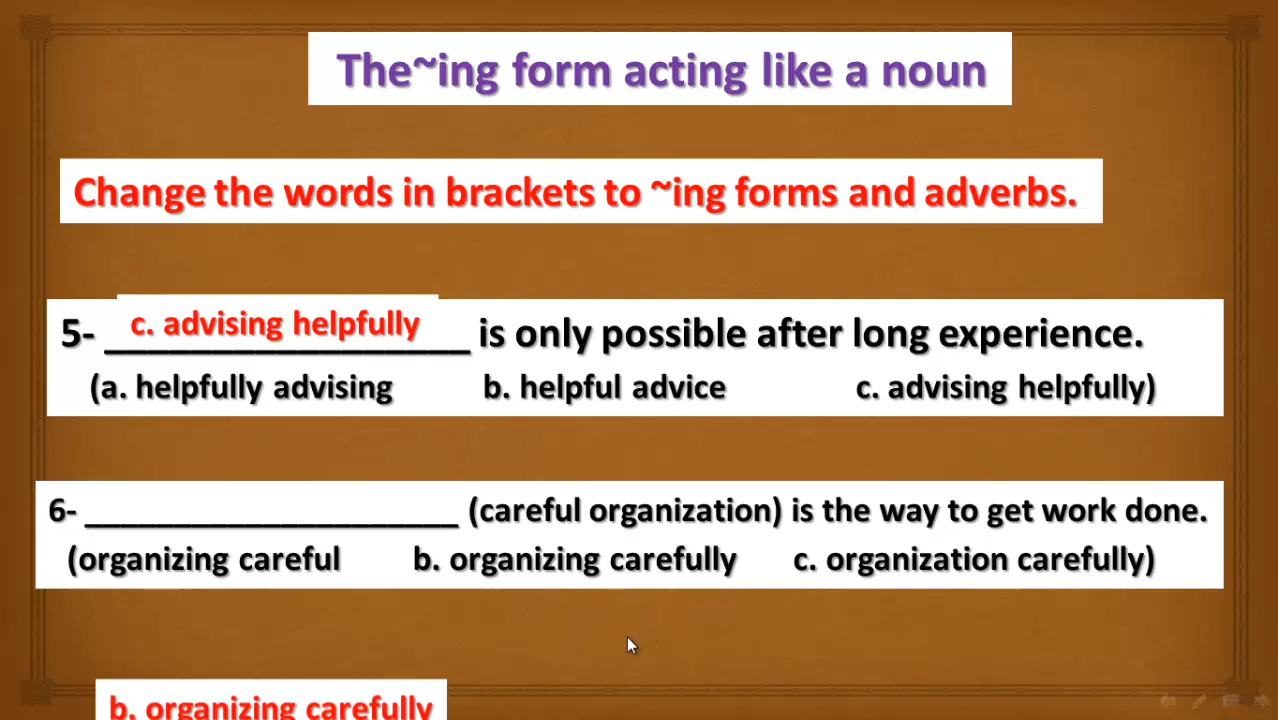 The~ing form acting like a noun
Change the words in brackets to ~ing forms and adverbs.
c. advising helpfully
5- _________________ is only possible after long experience.
(a. helpfully advising b. helpful advice c. advising helpfully)
6- ______________________ (careful organization) is the way to get work done.
(organizing careful b. organizing carefully c. organization carefully)
b. organizing carefully